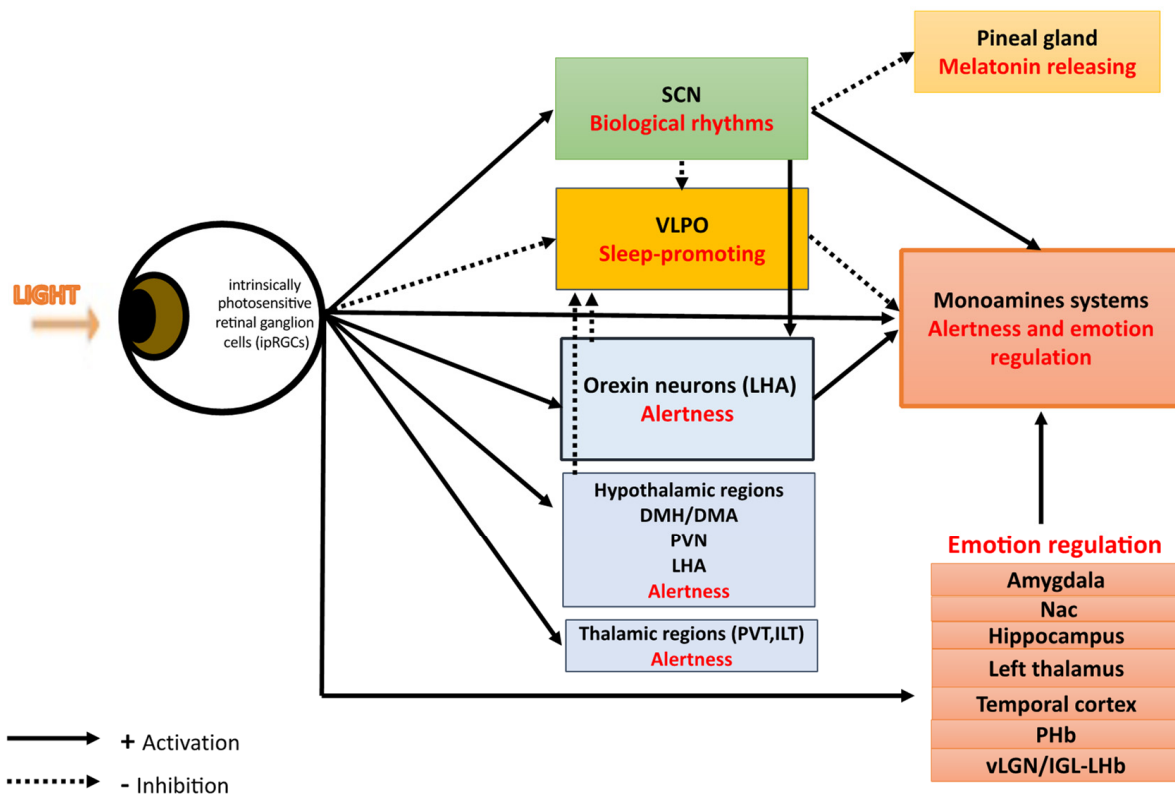 LIGHT
intrinsically
photosensitive
retinal ganglion
cells (ipRGCs)
SCN
Biological rhythms
Pineal gland
Melatonin releasing
VLPO
Sleep-promoting
Monoamines systems
Alertness and emotion
regulation
Orexin neurons (LHA)
Alertness
Hypothalamic regions
DMH/DMA
PVN
LHA
Alertness
Thalamic regions (PVT,ILT)
Alertness
Emotion regulation
Amygdala
Nac
Hippocampus
Left thalamus
Temporal cortex
PHb
vLGN/IGL-LHb
+ Activation
- Inhibition